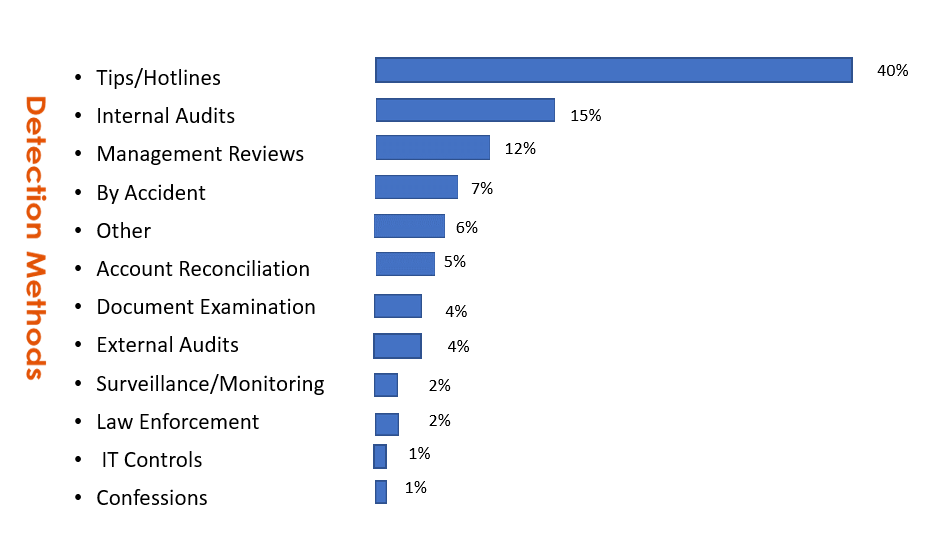 Detection Methods
• Tips/Hotlines 40%
• Internal Audits 15%
• Management Reviews 12%
• By Accident 7%
• Other 6%
• Account Reconciliation 5%
• Document Examination 4%
• External Audits 4%
• Surveillance/Monitoring 2%
• Law Enforcement 2%
• IT Controls 1%
• Confessions 1%